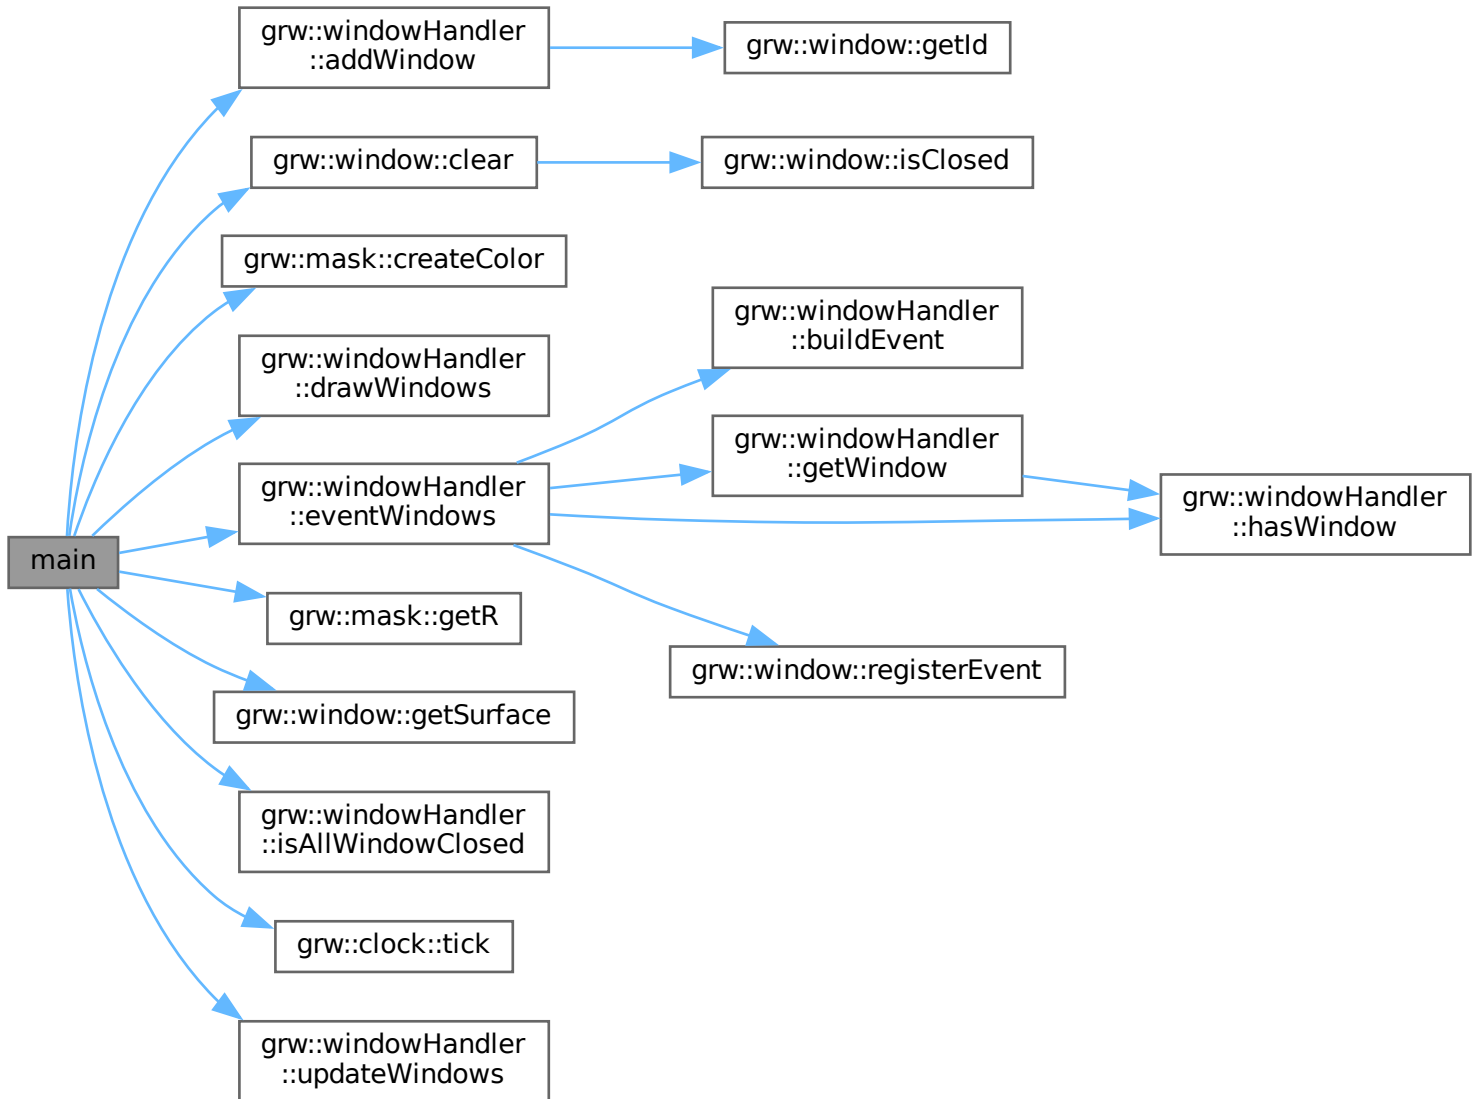 grw::windowHandler
::addWindow
grw::window::getId
grw::window::clear
grw::window::isClosed
grw::mask::createColor
grw::windowHandler
::drawWindows
grw::windowHandler
::buildEvent
grw::windowHandler
::getWindow
grw::windowHandler
::eventWindows
grw::windowHandler
::hasWindow
main
grw::mask::getR
grw::window::registerEvent
grw::window::getSurface
grw::windowHandler
::isAllWindowClosed
grw::clock::tick
grw::windowHandler
::updateWindows